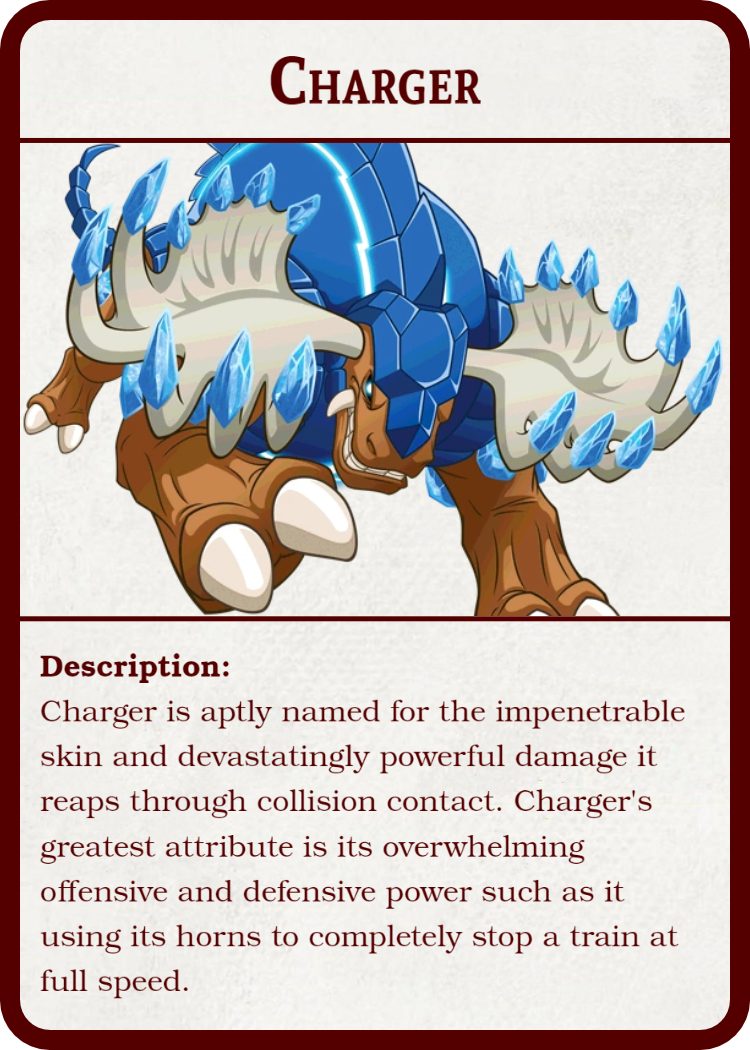 Charger
Description:
Charger is aptly named for the impenetrable
skin and devastatingly powerful damage it
reaps through collision contact. Charger's
greatest attribute is its overwhelming
offensive and defensive power such as it
using its horns to completely stop a train at
full speed.